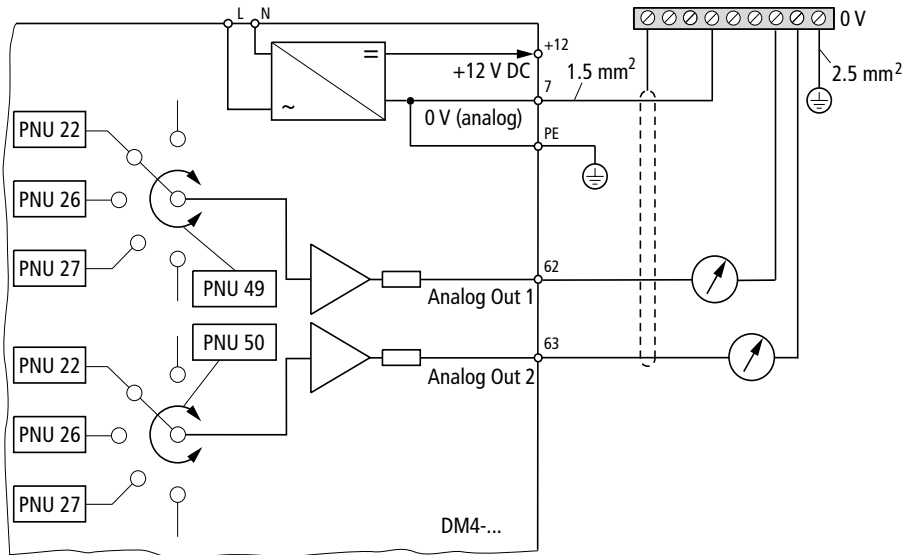 L N
0 V
+12
+12 V DC
=
~
7
1.5 mm²
2.5 mm²
0 V (analog)
PE
PNU 22
PNU 26
PNU 27
PNU 49
62
Analog Out 1
PNU 50
63
Analog Out 2
PNU 22
PNU 26
PNU 27
DM4-...